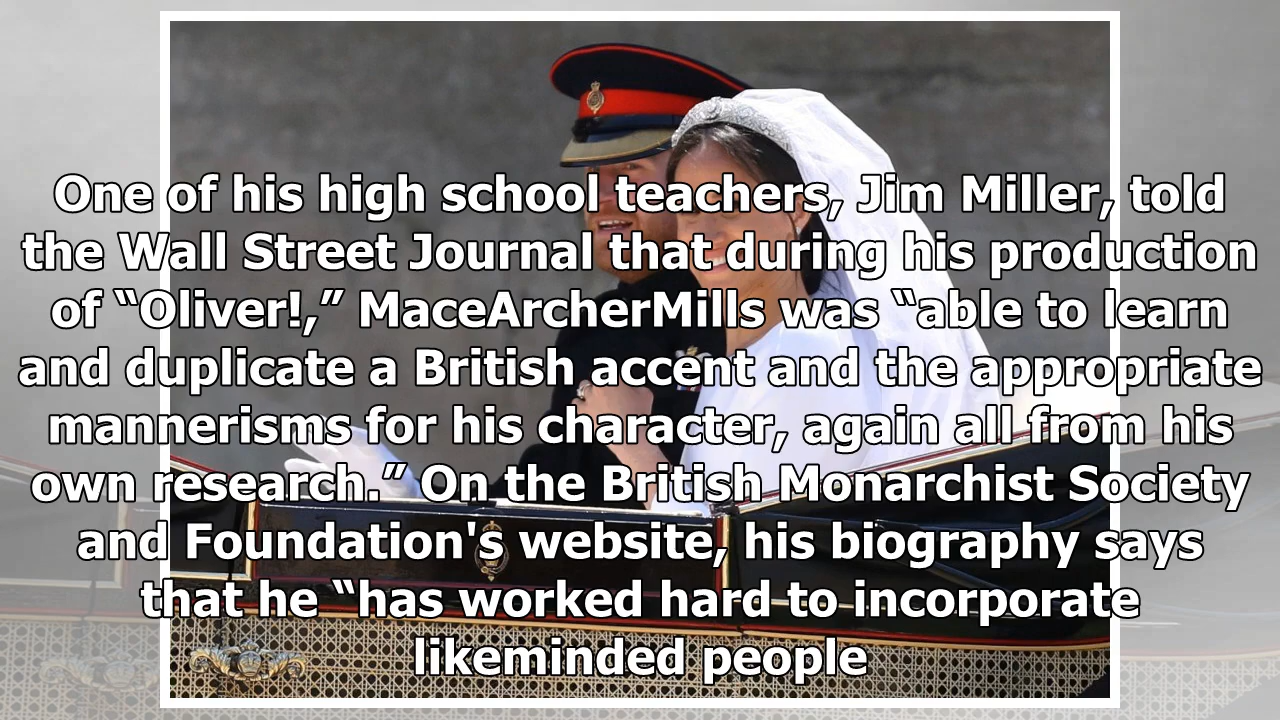 One of his high school teachers, Jim Miller, told
the Wall Street Journal that during his production
of “Oliver!,” MaceArcherMills was “able to learn
and duplicate a British accent and the appropriate
mannerisms for his character, again all from his
own research.” On the British Monarchist Society
and Foundation's website, his biography says
that he “has worked hard to incorporate
likeminded people